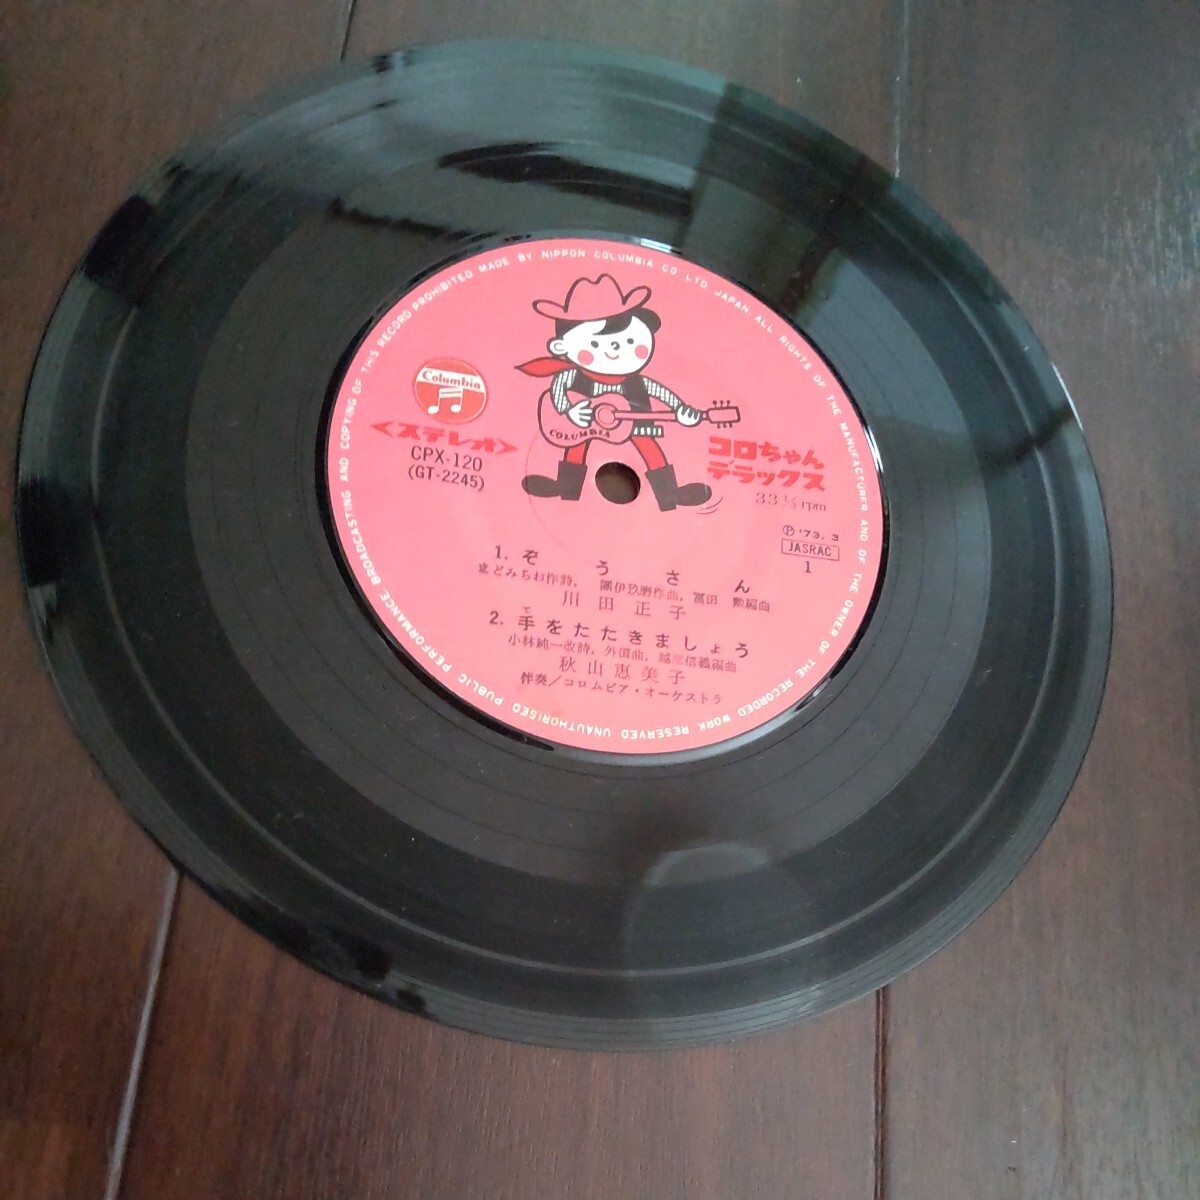 MADE BY NIPPON COLUMBIA CO LTD JAPAN ALL RIGHTS OF THE MANUFACTURER AND OF THE OWNER OF THE RECORDED WORK RESERVED UNAUTHORISED PUBLIC PERFORMANCE BROADCASTING AND COPYING OF THIS RECORD PROHIBITED
Columbia
COLUMBIA
<ステレオ>
CPX-120
(GT-2245)
コロちゃん
デラックス
33⅓rpm
Ⓟ'73.3
JASRAC
1
1. ぞうさん
まどみちお作詩, 團伊玖磨作曲, 冨田 勲編曲
川田正子
て
2. 手をたたきましょう
小林純一改詩, 外国曲, 越部信義編曲
秋山恵美子
伴奏/コロムビア・オーケストラ